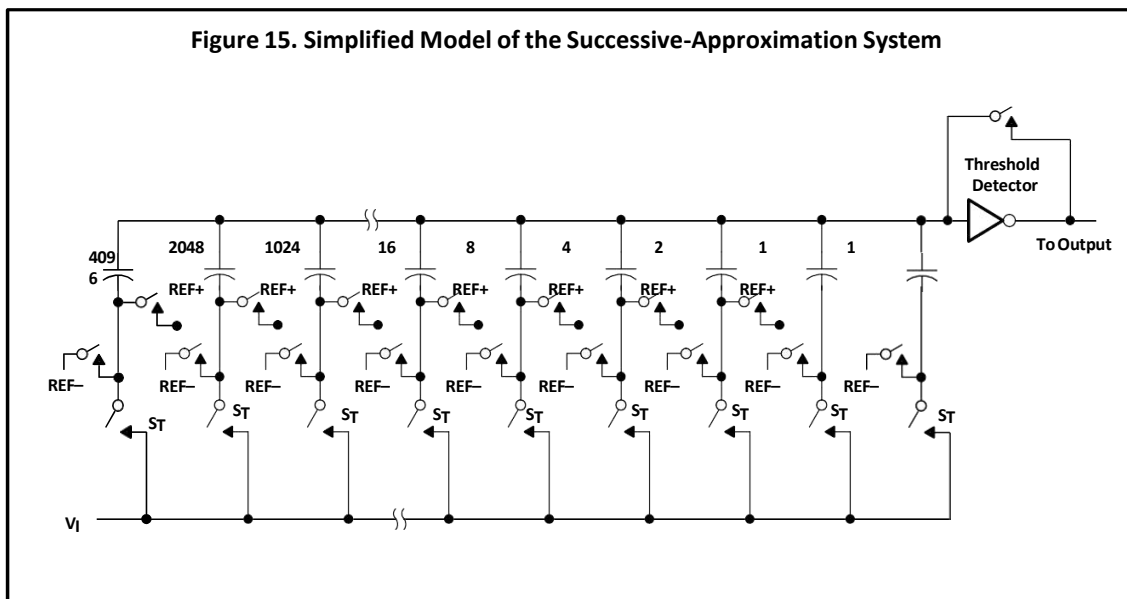 Figure 15. Simplified Model of the Successive-Approximation System
Threshold
Detector
To Output
409
6
2048
1024
16
8
4
2
1
1
REF+ REF+ REF+ REF+ REF+ REF+
REF– REF– REF– REF– REF– REF– REF– REF– REF–
ST ST ST ST ST ST ST ST
VI